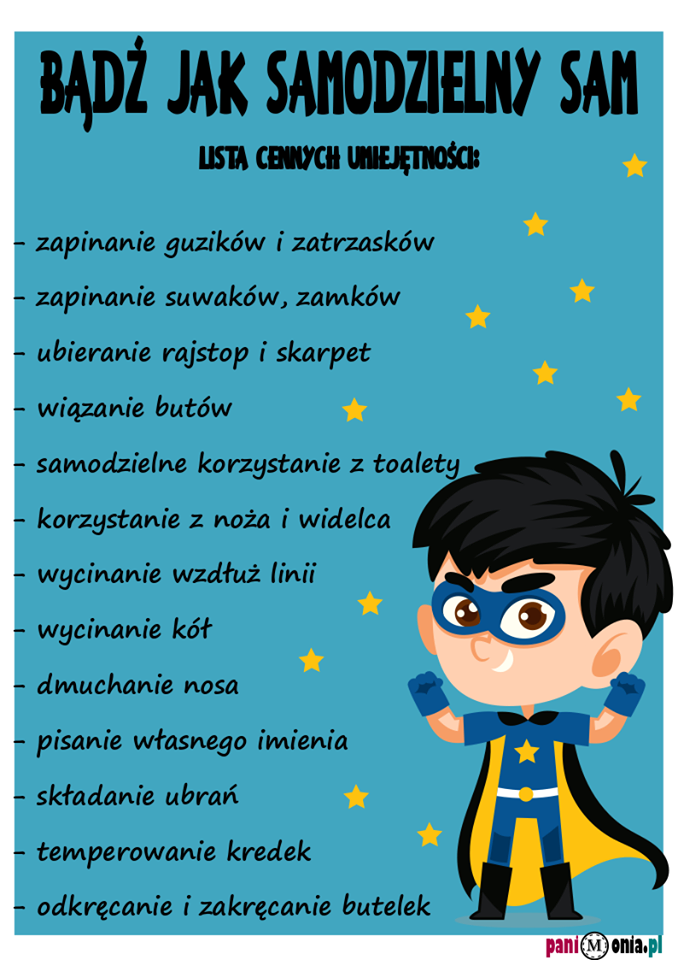 BĄDŹ JAK SAMODZIELNY SAM
LISTA CENNYCH UMIEJĘTNOŚCI:
- zapinanie guzików i zatrzasków
- zapinanie suwaków, zamków
- ubieranie rajstop i skarpet
- wiązanie butów
- samodzielne korzystanie z toalety
- korzystanie z noża i widelca
- wycinanie wzdłuż linii
- wycinanie kół
- dmuchanie nosa
- pisanie własnego imienia
- składanie ubrań
- temperowanie kredek
- odkręcanie i zakręcanie butelek
pani M onia.pl